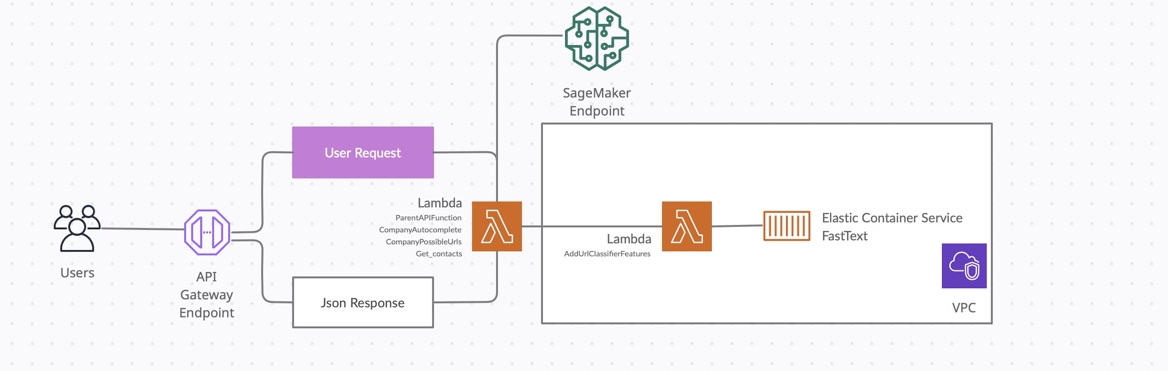 SageMaker
Endpoint
User Request
Lambda
ParentAPIFunction
CompanyAutocomplete
CompanyPossibleUrls
Get_contacts
Lambda
AddUrlClassifierFeatures
Elastic Container Service
FastText
Users
API
Gateway
Endpoint
Json Response
VPC